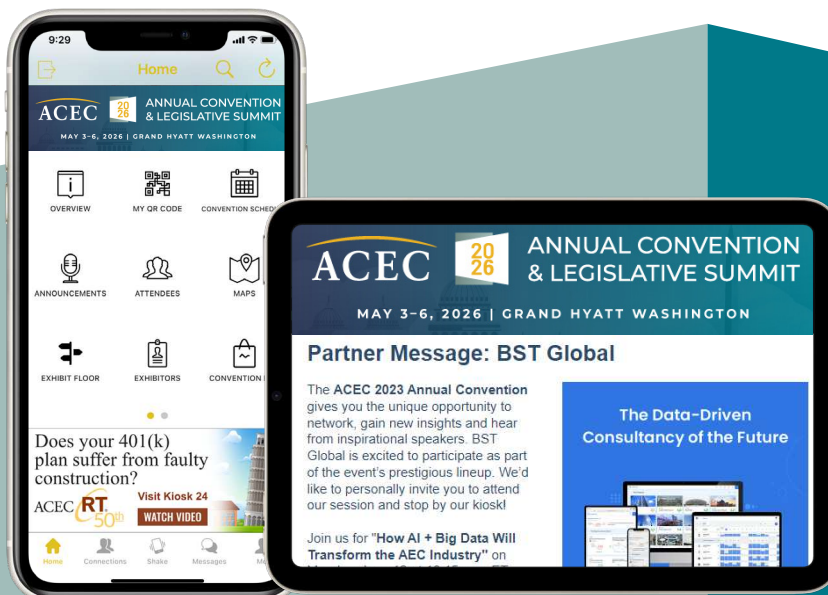 9:29
Home
ACEC 2026 ANNUAL CONVENTION & LEGISLATIVE SUMMIT
MAY 3-6, 2026 | GRAND HYATT WASHINGTON
OVERVIEW
MY QR CODE
CONVENTION
ANNOUNCEMENTS
ATTENDEES
MAPS
EXHIBIT FLOOR
EXHIBITORS
CONVENTION
Does your 401(k)
plan suffer from faulty
construction?
ACEC RT 50th
Visit Kiosk 24
WATCH VIDEO
Home
Connections
Shake
Messages
ACEC 2026 ANNUAL CONVENTION
& LEGISLATIVE SUMMIT
MAY 3-6, 2026 | GRAND HYATT WASHINGTON
Partner Message: BST Global
The ACEC 2023 Annual Convention
gives you the unique opportunity to
network, gain new insights and hear
from inspirational speakers. BST
Global is excited to participate as part
of the event's prestigious lineup. We'd
like to personally invite you to attend
our session and stop by our kiosk!
Join us for "How AI + Big Data Will
Transform the AEC Industry" on
The Data-Driven
Consultancy of the Future